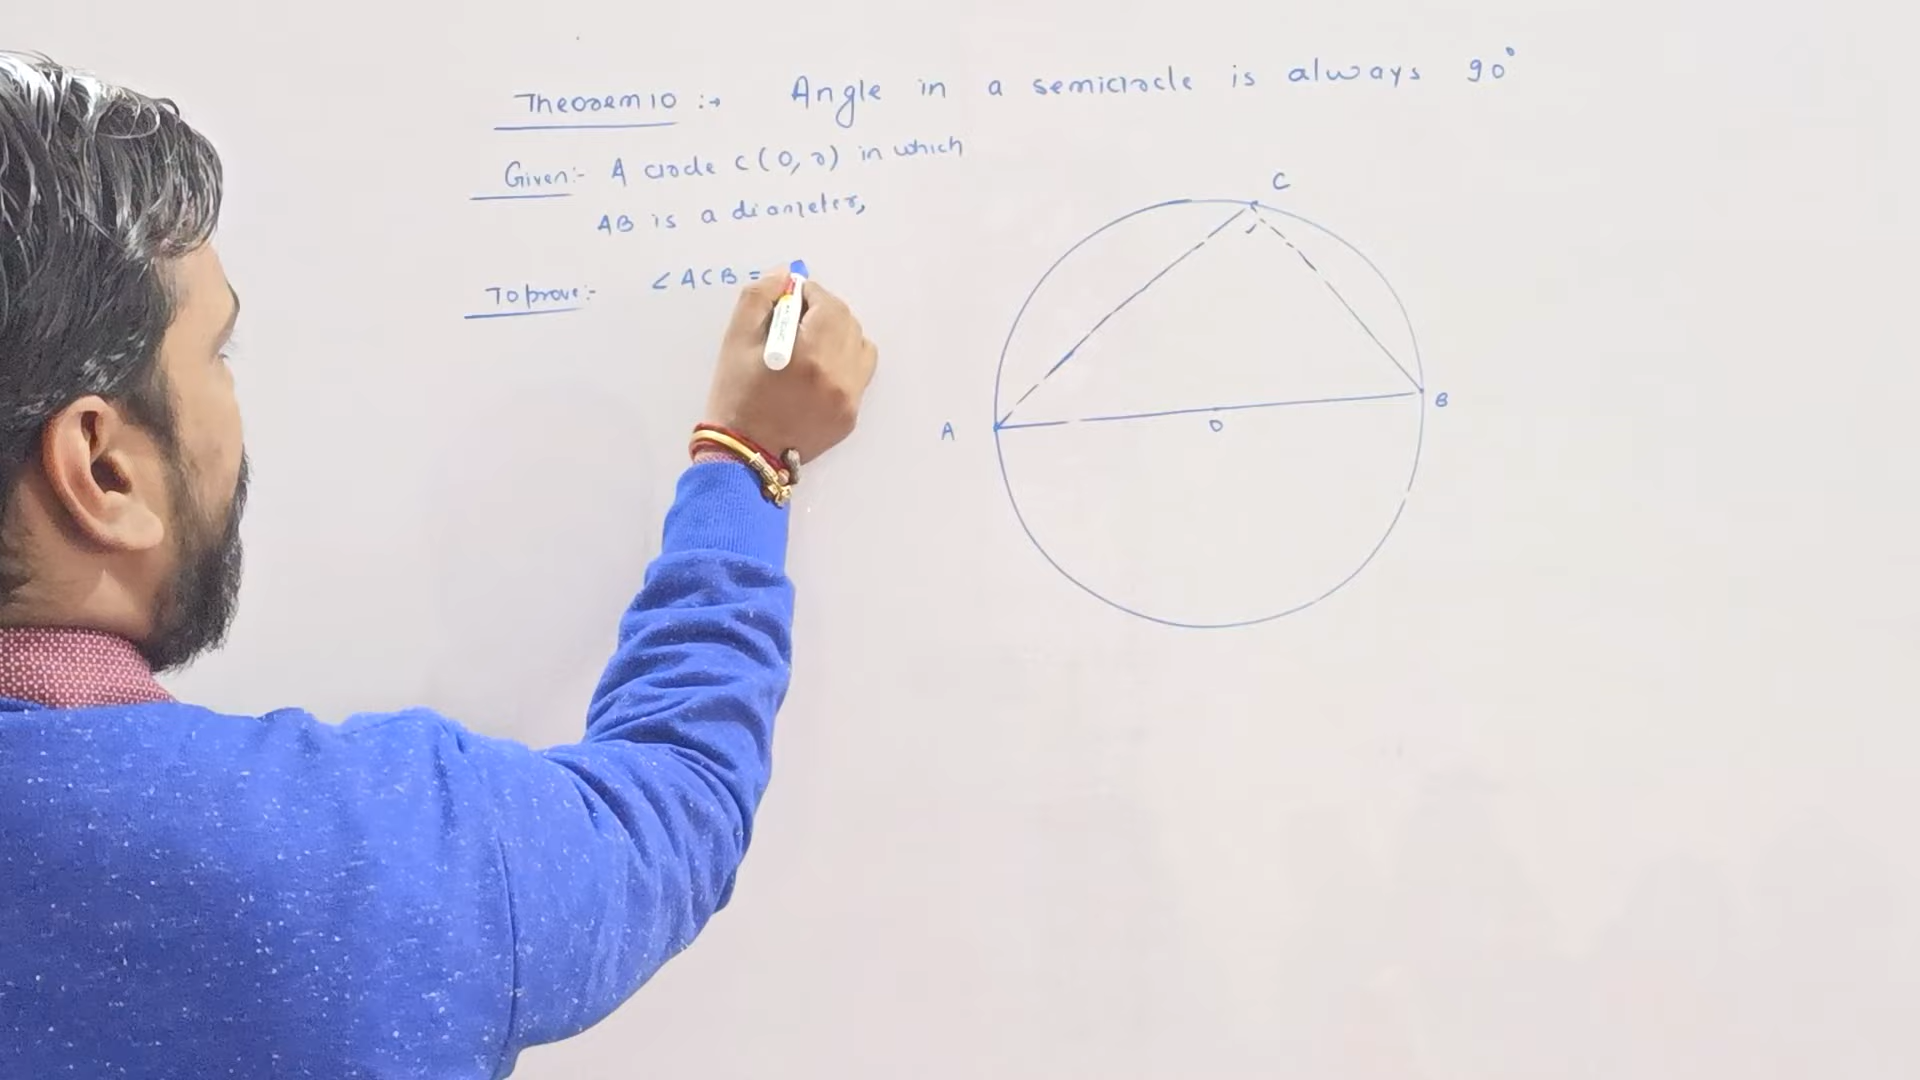 Theorem 10 :→ Angle in a semicircle is always 90°
Given:- A circle C(O, r) in which
AB is a diameter,
To prove:- ∠ACB =
C
A
B
O